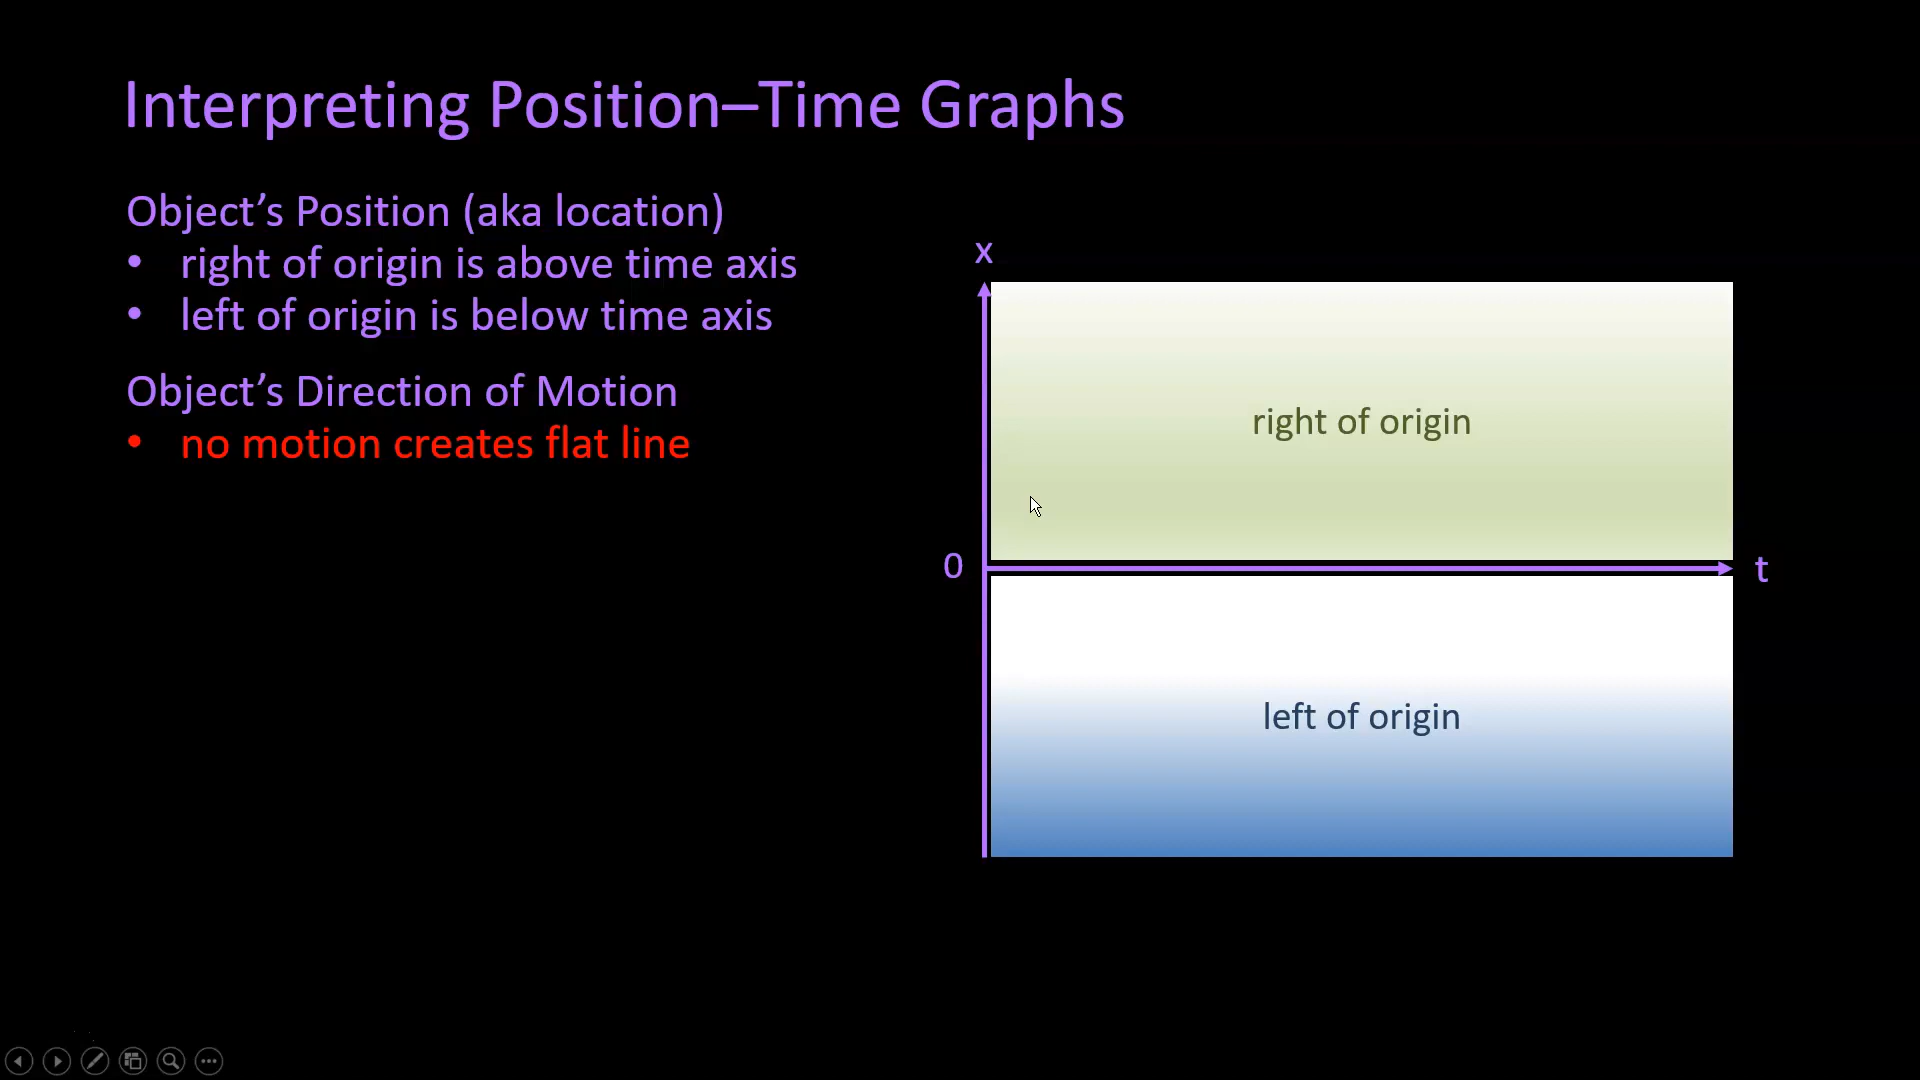 Interpreting Position–Time Graphs
Object’s Position (aka location)
• right of origin is above time axis
• left of origin is below time axis
Object’s Direction of Motion
• no motion creates flat line
x
right of origin
0
t
left of origin